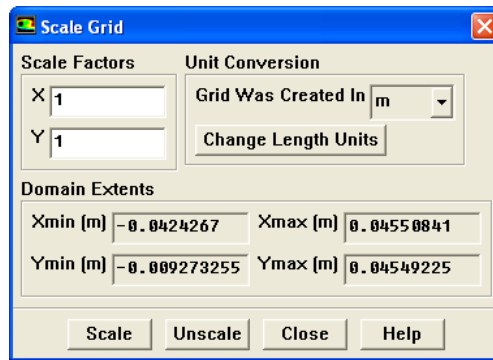 Scale Grid
Scale Factors
X 1
Y 1
Unit Conversion
Grid Was Created In m
Change Length Units
Domain Extents
Xmin (m) -0.0424267 Xmax (m) 0.04550841
Ymin (m) -0.009273255 Ymax (m) 0.04549225
Scale Unscale Close Help